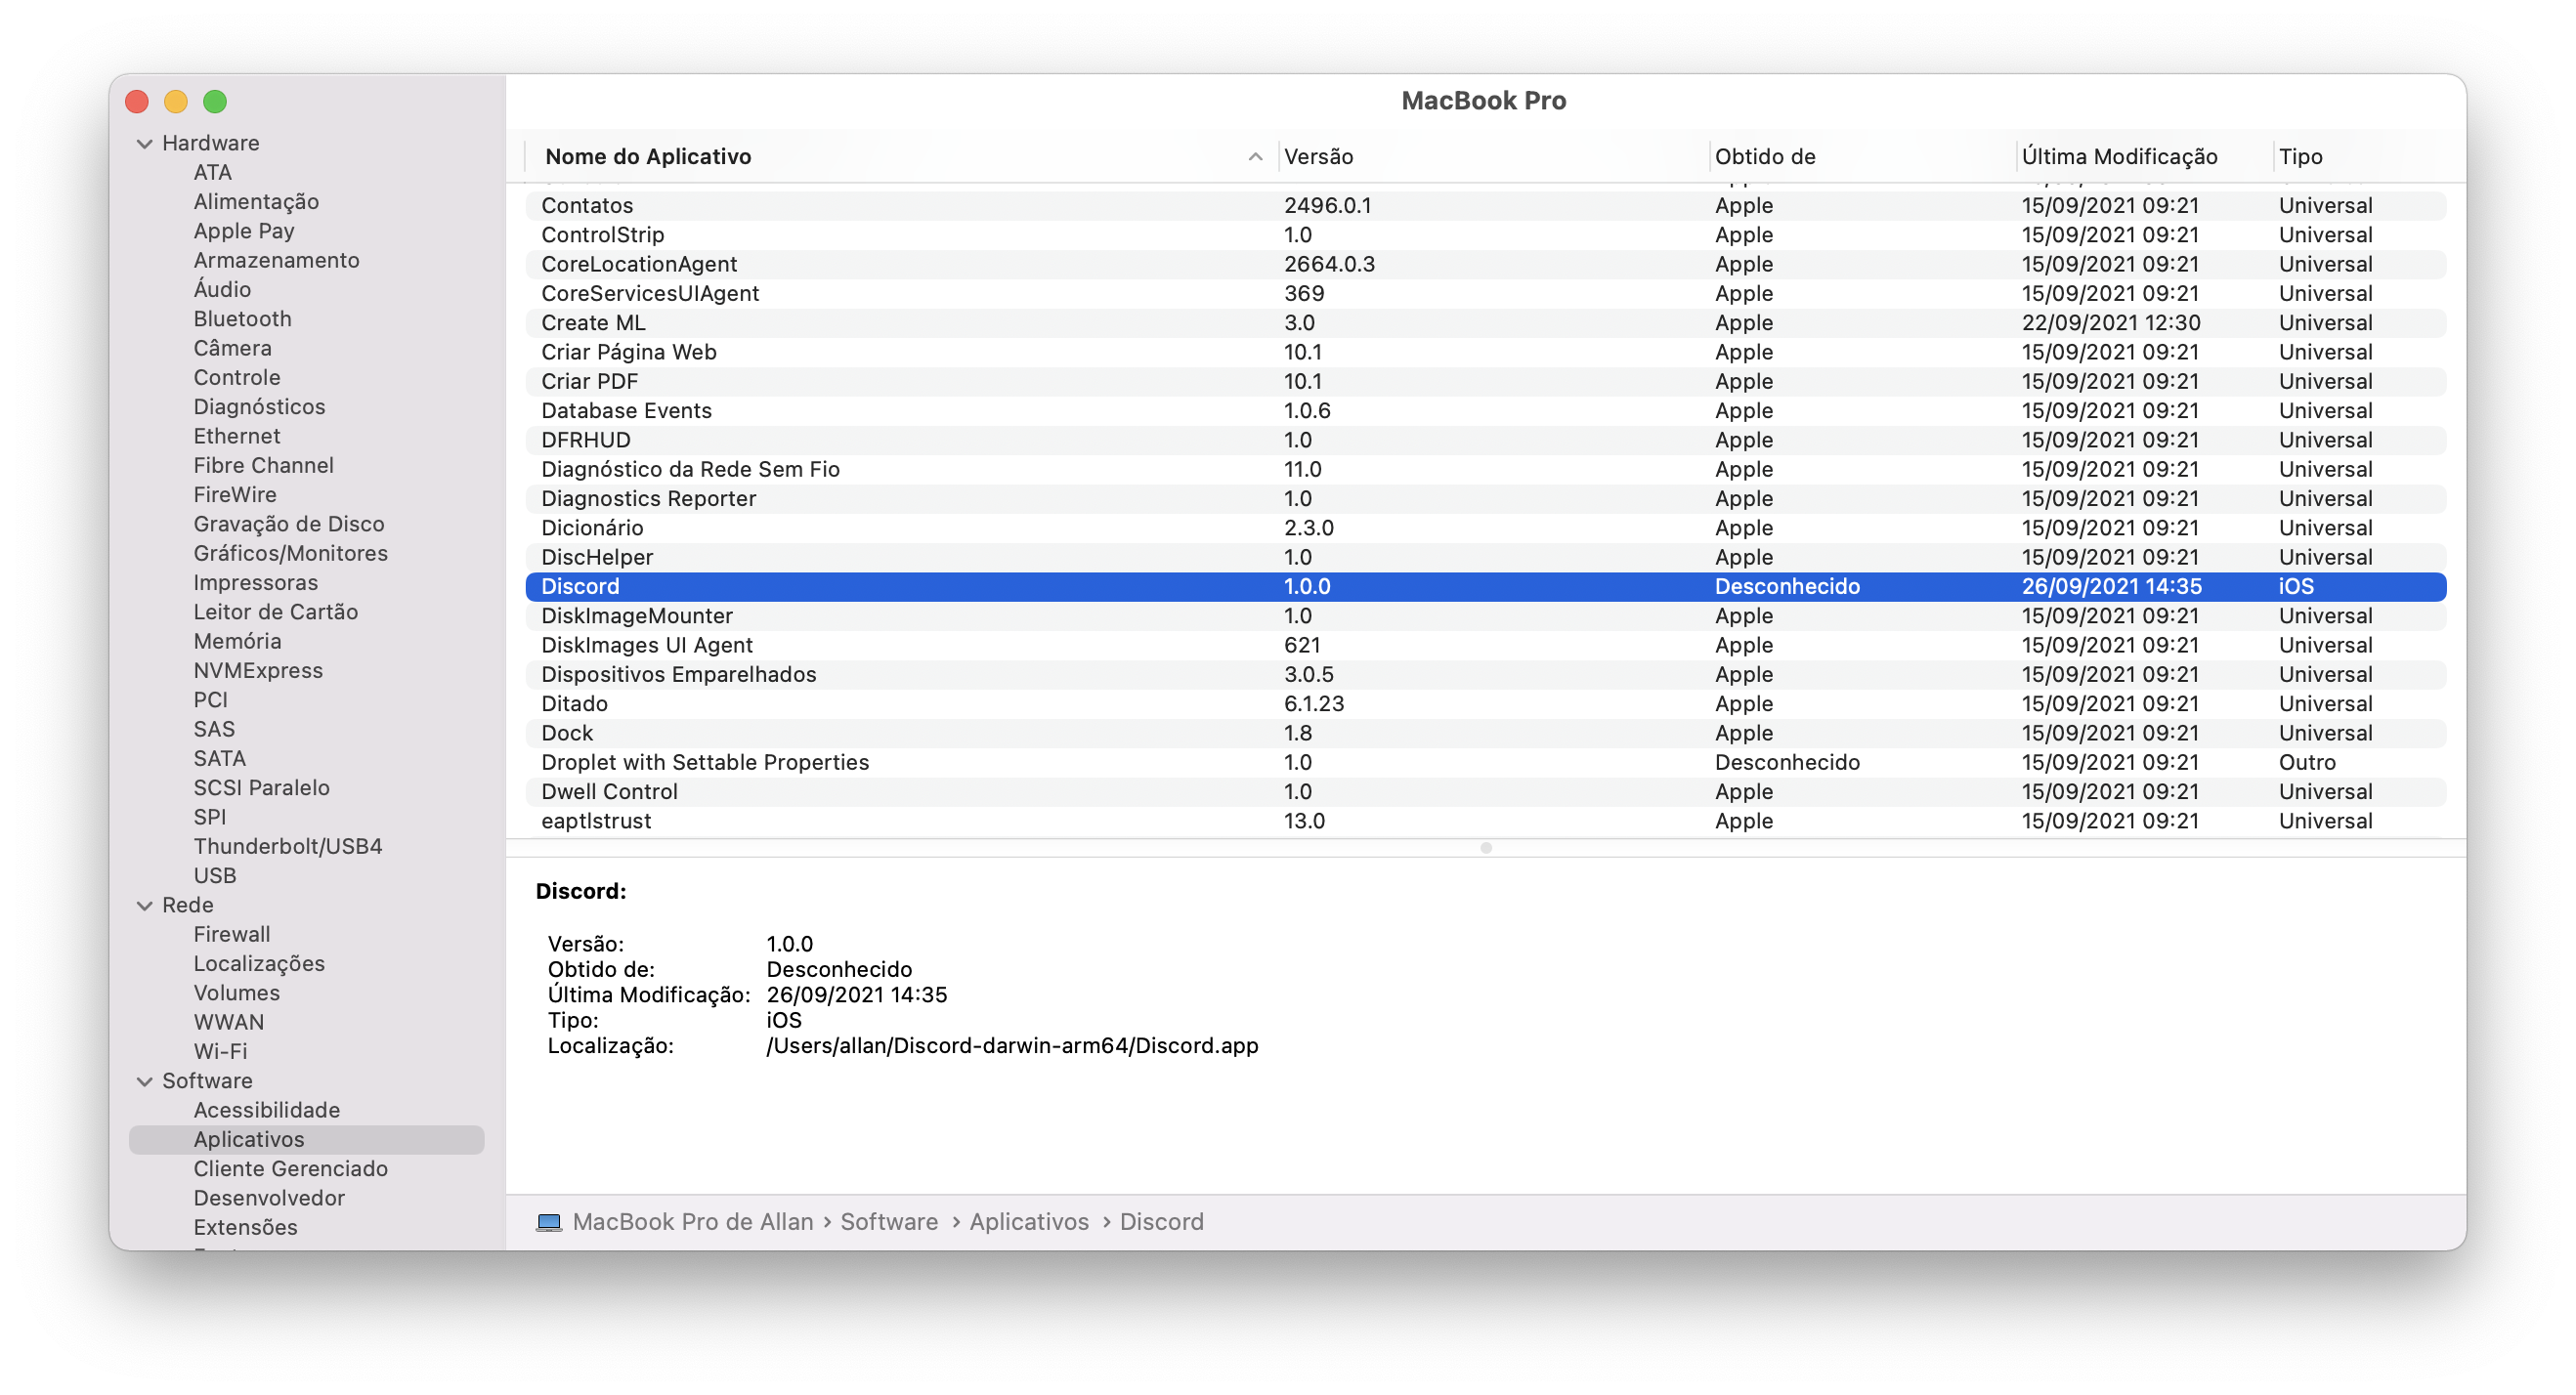 MacBook Pro
Hardware
ATA
Alimentação
Apple Pay
Armazenamento
Áudio
Bluetooth
Câmera
Controle
Diagnósticos
Ethernet
Fibre Channel
FireWire
Gravação de Disco
Gráficos/Monitores
Impressoras
Leitor de Cartão
Memória
NVMExpress
PCI
SAS
SATA
SCSI Paralelo
SPI
Thunderbolt/USB4
USB
Rede
Firewall
Localizações
Volumes
WWAN
Wi-Fi
Software
Acessibilidade
Aplicativos
Cliente Gerenciado
Desenvolvedor
Extensões
Nome do Aplicativo Versão Obtido de Última Modificação Tipo
Contatos 2496.0.1 Apple 15/09/2021 09:21 Universal
ControlStrip 1.0 Apple 15/09/2021 09:21 Universal
CoreLocationAgent 2664.0.3 Apple 15/09/2021 09:21 Universal
CoreServicesUIAgent 369 Apple 15/09/2021 09:21 Universal
Create ML 3.0 Apple 22/09/2021 12:30 Universal
Criar Página Web 10.1 Apple 15/09/2021 09:21 Universal
Criar PDF 10.1 Apple 15/09/2021 09:21 Universal
Database Events 1.0.6 Apple 15/09/2021 09:21 Universal
DFRHUD 1.0 Apple 15/09/2021 09:21 Universal
Diagnóstico da Rede Sem Fio 11.0 Apple 15/09/2021 09:21 Universal
Diagnostics Reporter 1.0 Apple 15/09/2021 09:21 Universal
Dicionário 2.3.0 Apple 15/09/2021 09:21 Universal
DiscHelper 1.0 Apple 15/09/2021 09:21 Universal
Discord 1.0.0 Desconhecido 26/09/2021 14:35 iOS
DiskImageMounter 1.0 Apple 15/09/2021 09:21 Universal
DiskImages UI Agent 621 Apple 15/09/2021 09:21 Universal
Dispositivos Emparelhados 3.0.5 Apple 15/09/2021 09:21 Universal
Ditado 6.1.23 Apple 15/09/2021 09:21 Universal
Dock 1.8 Apple 15/09/2021 09:21 Universal
Droplet with Settable Properties 1.0 Desconhecido 15/09/2021 09:21 Outro
Dwell Control 1.0 Apple 15/09/2021 09:21 Universal
eaptlstrust 13.0 Apple 15/09/2021 09:21 Universal
Discord:
Versão: 1.0.0
Obtido de: Desconhecido
Última Modificação: 26/09/2021 14:35
Tipo: iOS
Localização: /Users/allan/Discord-darwin-arm64/Discord.app
MacBook Pro de Allan › Software › Aplicativos › Discord